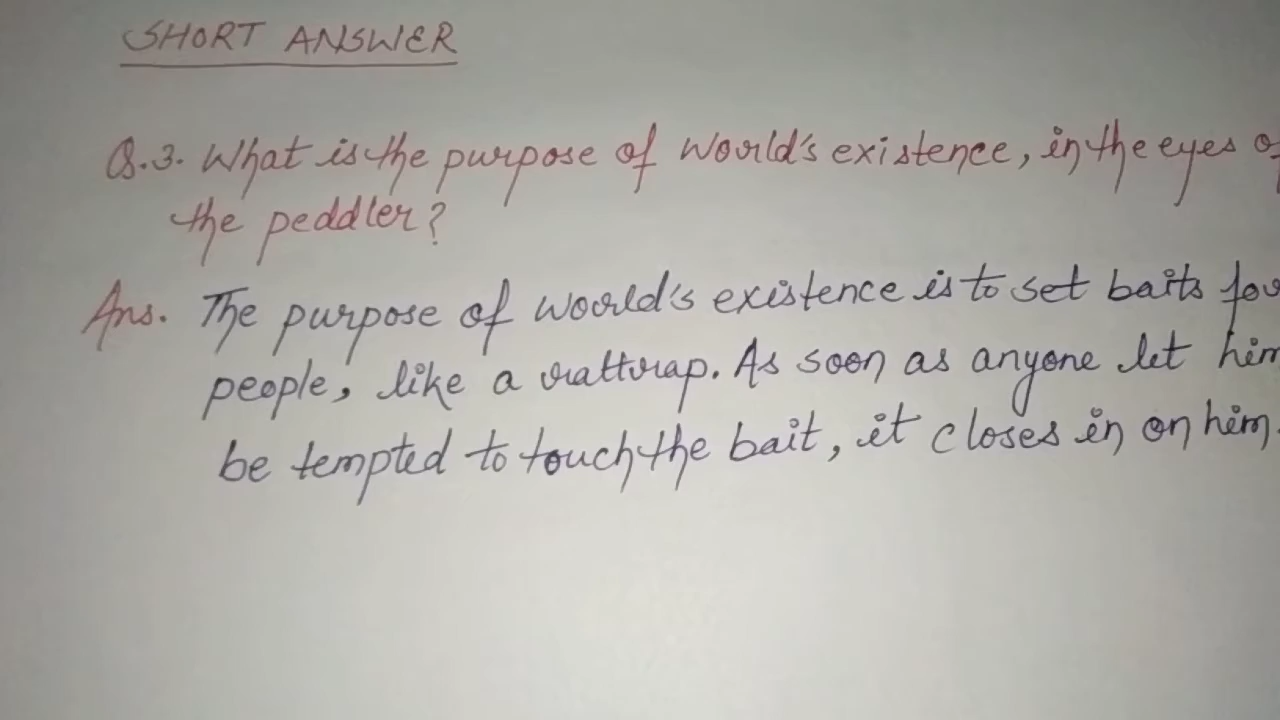 SHORT ANSWER
Q.3. What is the purpose of world's existence, in the eyes of
the peddler?
Ans. The purpose of world's existence is to set baits for
people, like a rattrap. As soon as anyone let him
be tempted to touch the bait, it closes in on him.